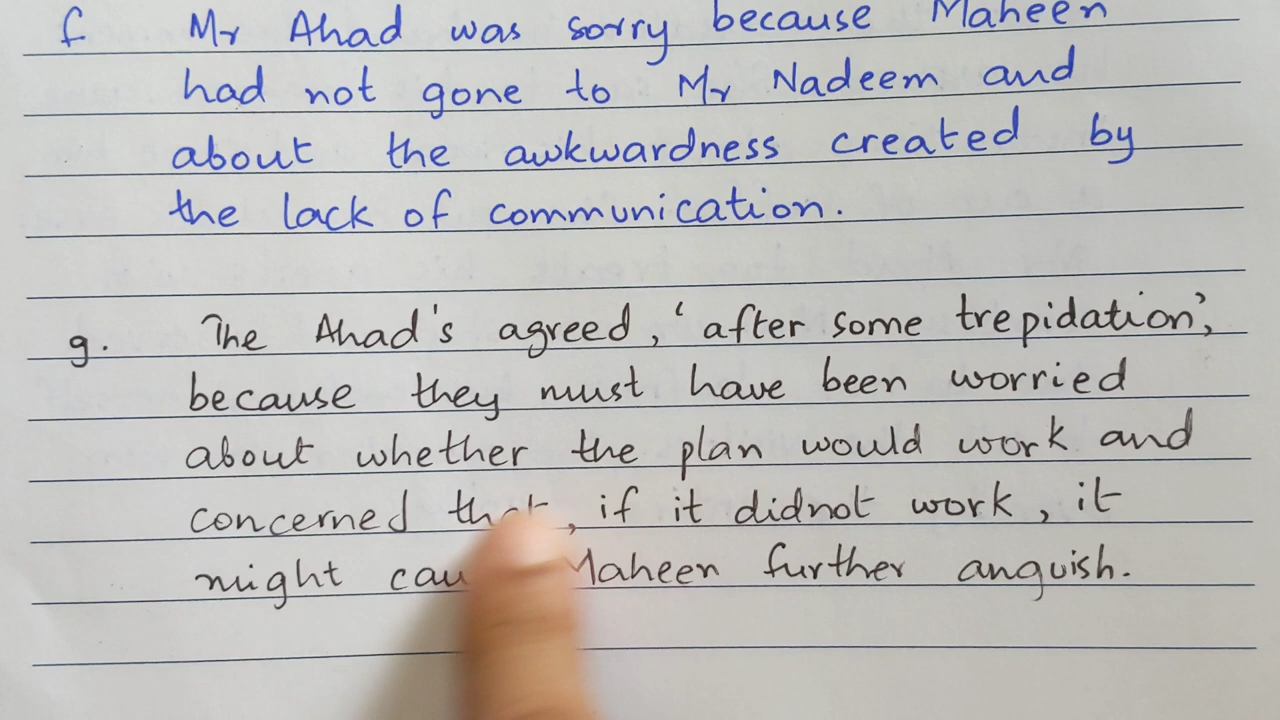 f Mr Ahad was sorry because Maheen
had not gone to Mr Nadeem and
about the awkwardness created by
the lack of communication.
g. The Ahad's agreed, 'after some trepidation',
because they must have been worried
about whether the plan would work and
concerned that, if it didnot work, it
might Maheen further anguish.